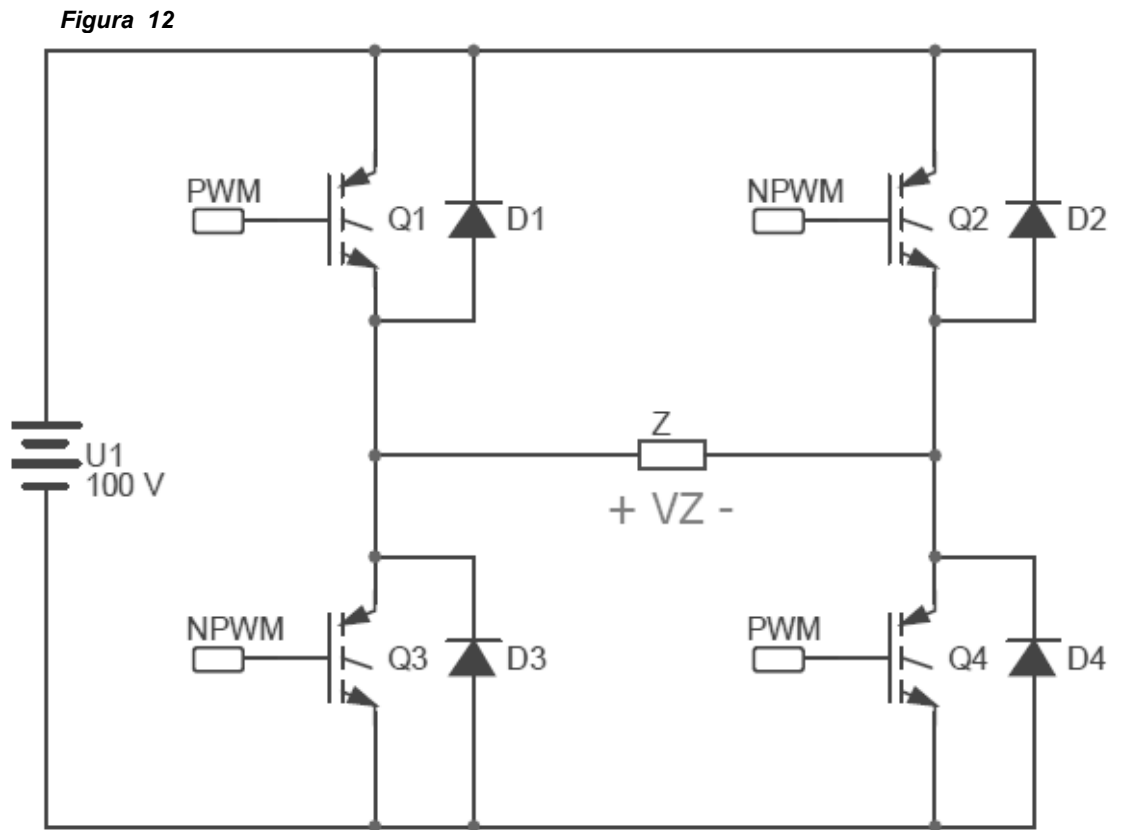 Figura 12
PWM
Q1
D1
NPWM
Q2
D2
Z
+ VZ -
U1
100 V
NPWM
Q3
D3
PWM
Q4
D4